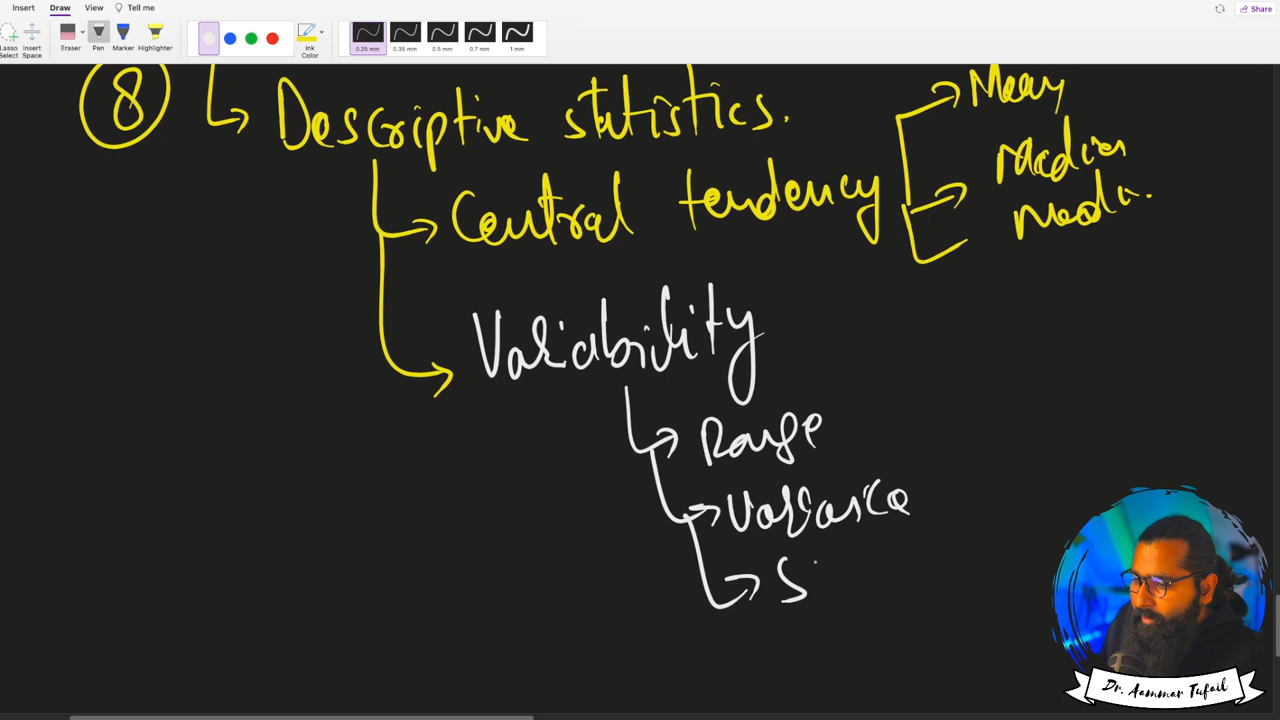 Insert Draw View Tell me Share
Lasso Select Insert Space Eraser Pen Marker Highlighter Ink Color 0.25 mm 0.35 mm 0.5 mm 0.7 mm 1 mm
8 Descriptive statistics.
Mean
Median
Central tendency
Variability
Range
Variance
S
Dr. Aammar Tufail